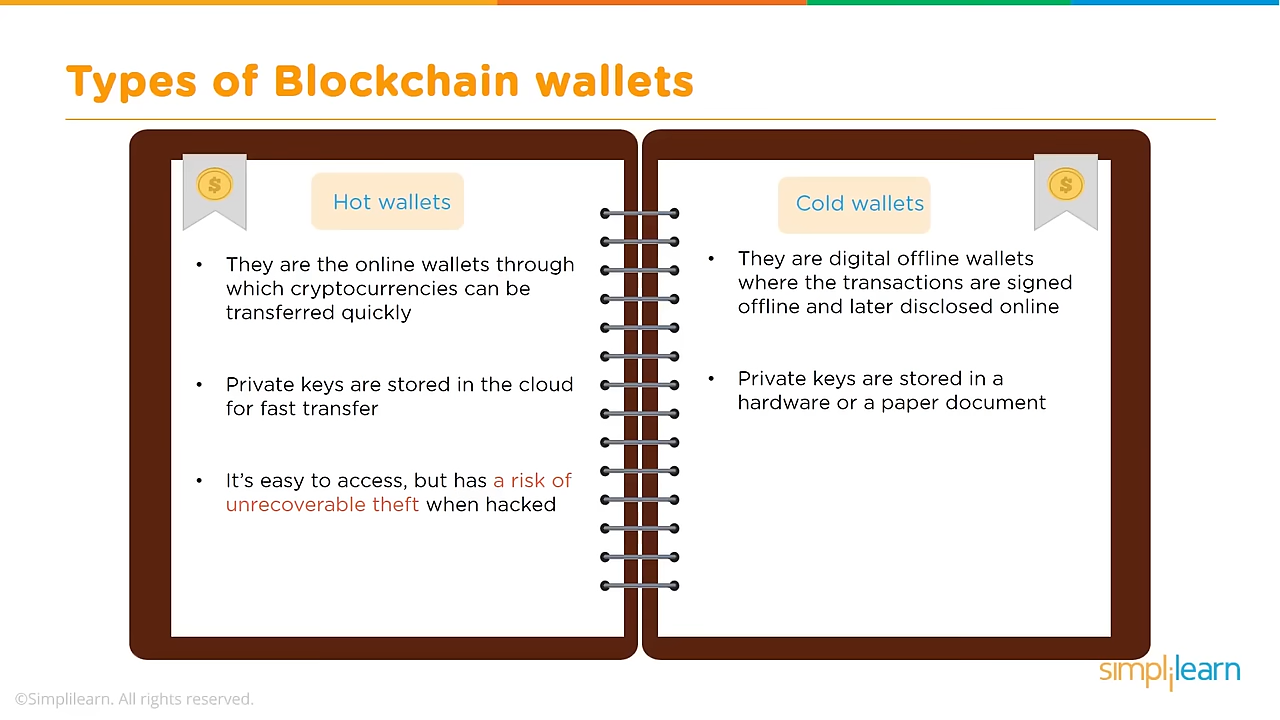 Types of Blockchain wallets
Hot wallets
• They are the online wallets through
which cryptocurrencies can be
transferred quickly
• Private keys are stored in the cloud
for fast transfer
• It’s easy to access, but has a risk of
unrecoverable theft when hacked
Cold wallets
• They are digital offline wallets
where the transactions are signed
offline and later disclosed online
• Private keys are stored in a
hardware or a paper document
simplilearn
©Simplilearn. All rights reserved.